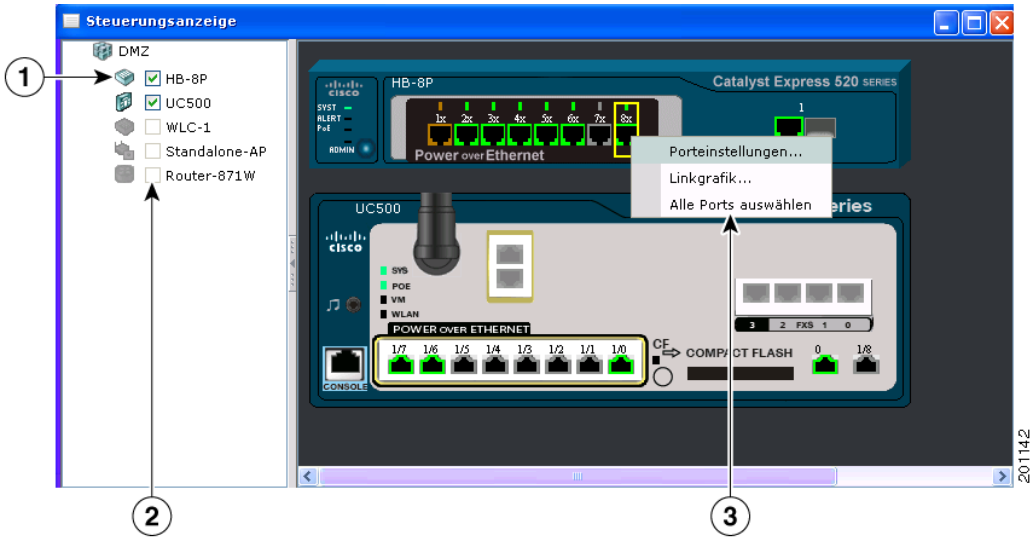 Steuerungsanzeige
DMZ
1
HB-8P
UC500
WLC-1
Standalone-AP
Router-871W
cisco
HB-8P
Catalyst Express 520 SERIES
SYST
ALERT
PoE
ADMIN
1x 2x 3x 4x 5x 6x 7x 8x
1
Power over Ethernet
Porteinstellungen...
Linkgrafik...
Alle Ports auswählen
UC500
eries
cisco
SYS
POE
VM
WLAN
POWER OVER ETHERNET
1/7 1/6 1/5 1/4 1/3 1/2 1/1 1/0
CONSOLE
CF
COMPACT FLASH
3 2 FXS 1 0
0 1/8
201142
2
3